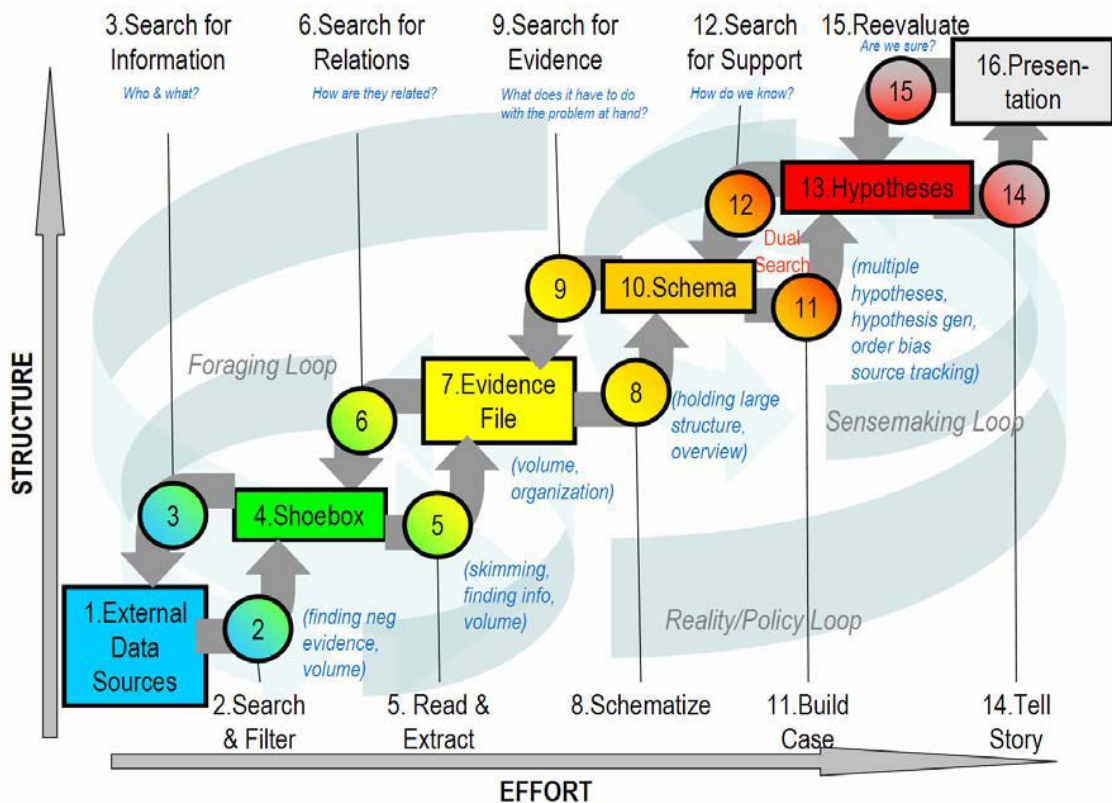 3.Search for
Information
Who & what?
6.Search for
Relations
How are they related?
9.Search for
Evidence
What does it have to do
with the problem at hand?
12.Search
for Support
How do we know?
15.Reevaluate
Are we sure?
16.Presen-
tation
15
13.Hypotheses
14
12
Dual
Search
11
(multiple
hypotheses,
hypothesis gen,
order bias
source tracking)
10.Schema
9
Foraging Loop
7.Evidence
File
8
(holding large
structure,
overview)
Sensemaking Loop
6
(volume,
organization)
3
4.Shoebox
5
(skimming,
finding info,
volume)
1.External
Data
Sources
2
(finding neg
evidence,
volume)
Reality/Policy Loop
2.Search
& Filter
5. Read &
Extract
8.Schematize
11.Build
Case
14.Tell
Story
STRUCTURE
EFFORT